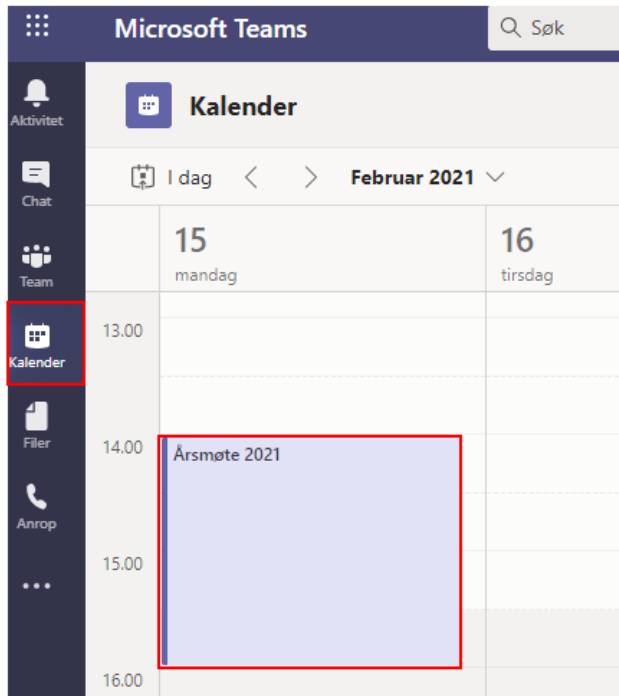 Microsoft Teams
Søk
Aktivitet
Chat
Team
Kalender
Filer
Anrop
Kalender
I dag
Februar 2021
15
mandag
16
tirsdag
13.00
14.00
Årsmøte 2021
15.00
16.00